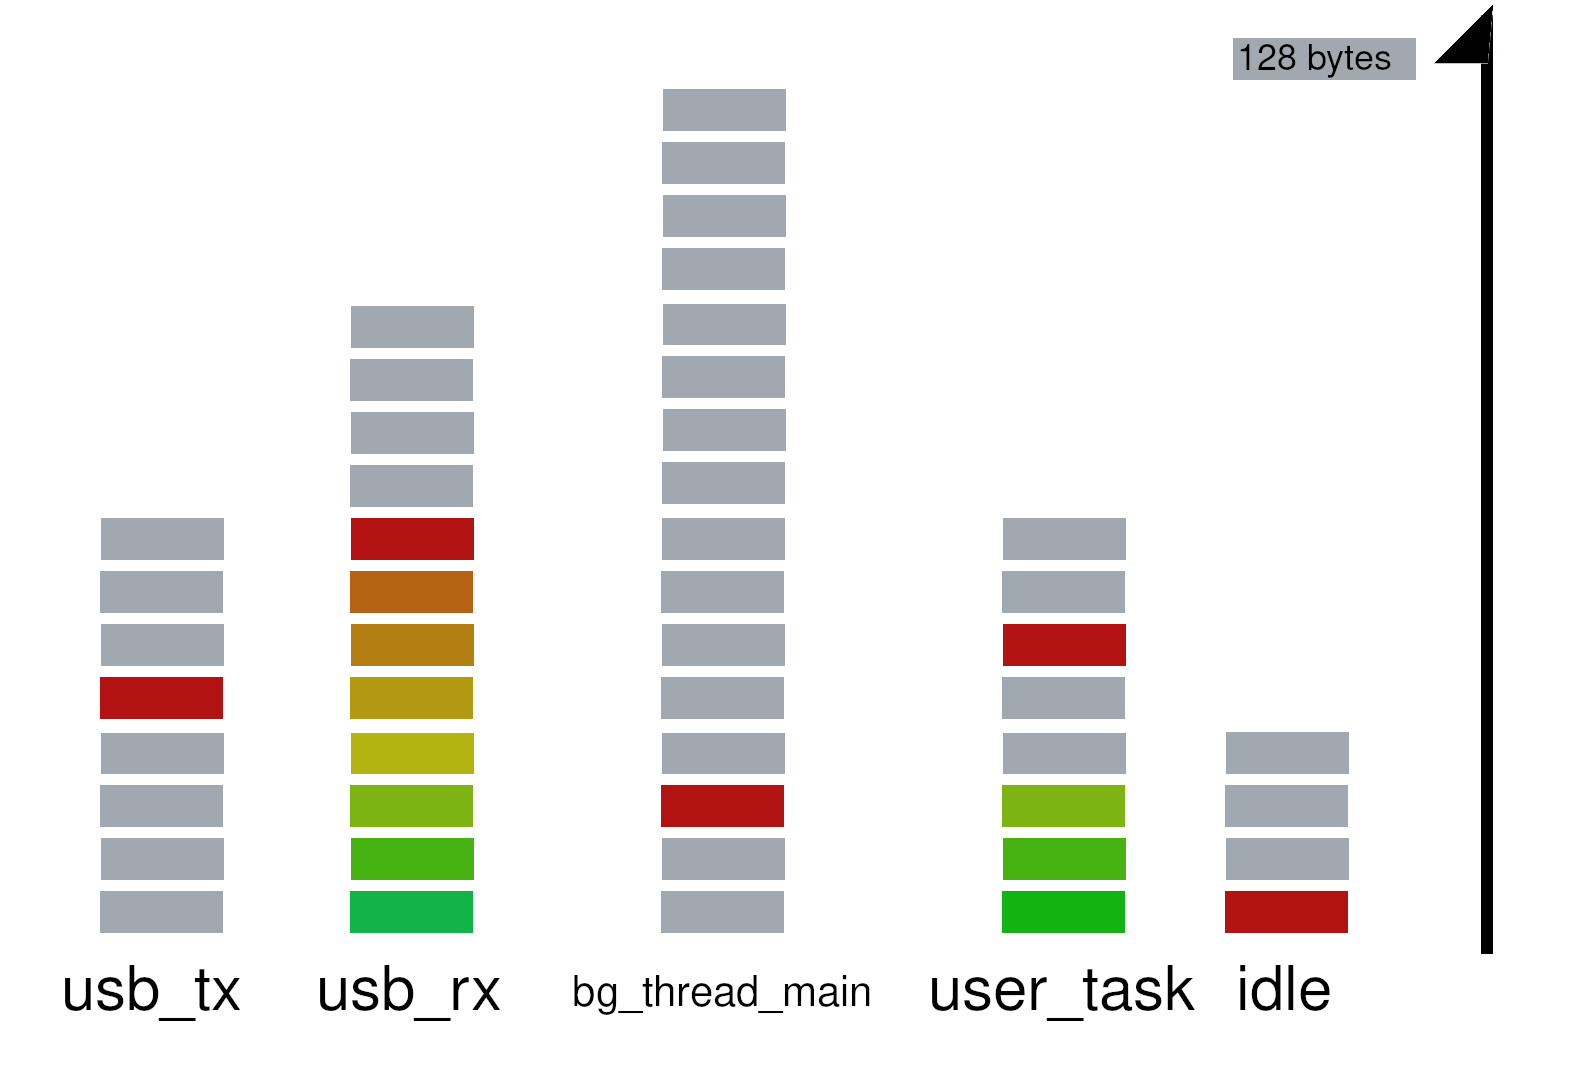 128 bytes
usb_tx
usb_rx
bg_thread_main
user_task
idle